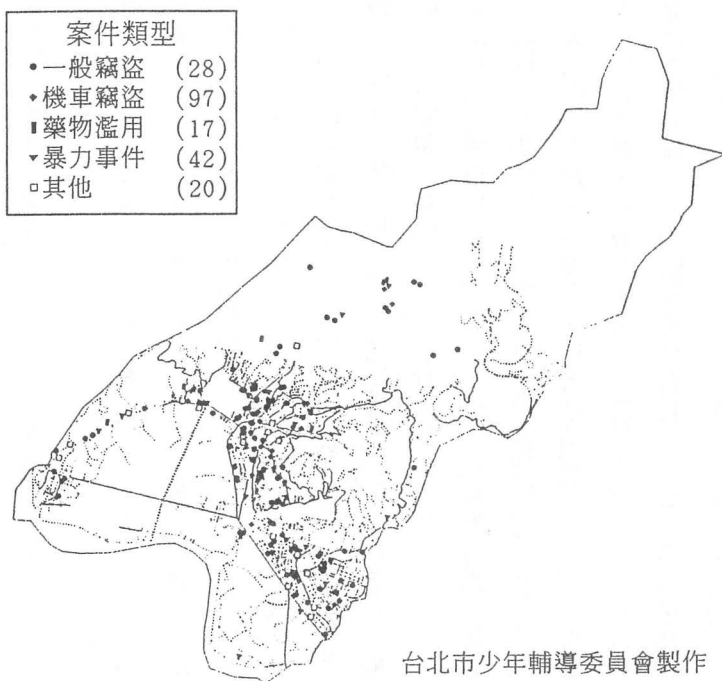 案件類型
一般竊盜 (28)
機車竊盜 (97)
藥物濫用 (17)
暴力事件 (42)
其他 (20)
台北市少年輔導委員會製作